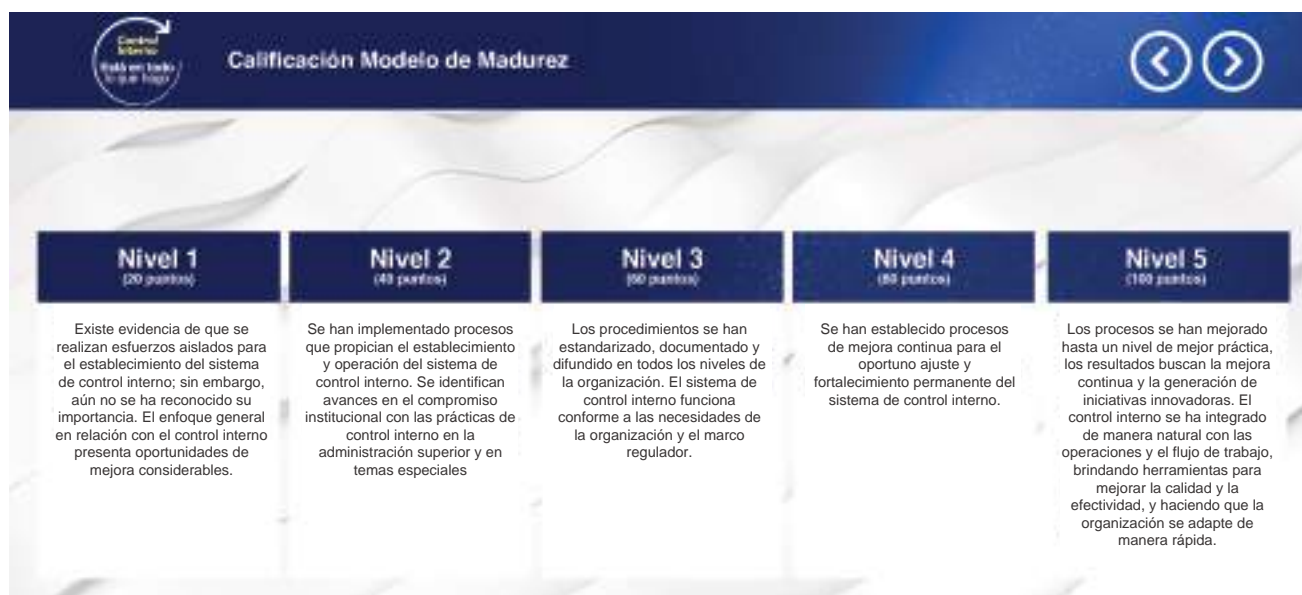 Control
Interno
Está en todo
lo que hago
Calificación Modelo de Madurez
Nivel 1
(20 puntos)
Existe evidencia de que se
realizan esfuerzos aislados para
el establecimiento del sistema
de control interno; sin embargo,
aún no se ha reconocido su
importancia. El enfoque general
en relación con el control interno
presenta oportunidades de
mejora considerables.
Nivel 2
(40 puntos)
Se han implementado procesos
que propician el establecimiento
y operación del sistema de
control interno. Se identifican
avances en el compromiso
institucional con las prácticas de
control interno en la
administración superior y en
temas especiales
Nivel 3
(60 puntos)
Los procedimientos se han
estandarizado, documentado y
difundido en todos los niveles de
la organización. El sistema de
control interno funciona
conforme a las necesidades de
la organización y el marco
regulador.
Nivel 4
(80 puntos)
Se han establecido procesos
de mejora continua para el
oportuno ajuste y
fortalecimiento permanente del
sistema de control interno.
Nivel 5
(100 puntos)
Los procesos se han mejorado
hasta un nivel de mejor práctica,
los resultados buscan la mejora
continua y la generación de
iniciativas innovadoras. El
control interno se ha integrado
de manera natural con las
operaciones y el flujo de trabajo,
brindando herramientas para
mejorar la calidad y la
efectividad, y haciendo que la
organización se adapte de
manera rápida.